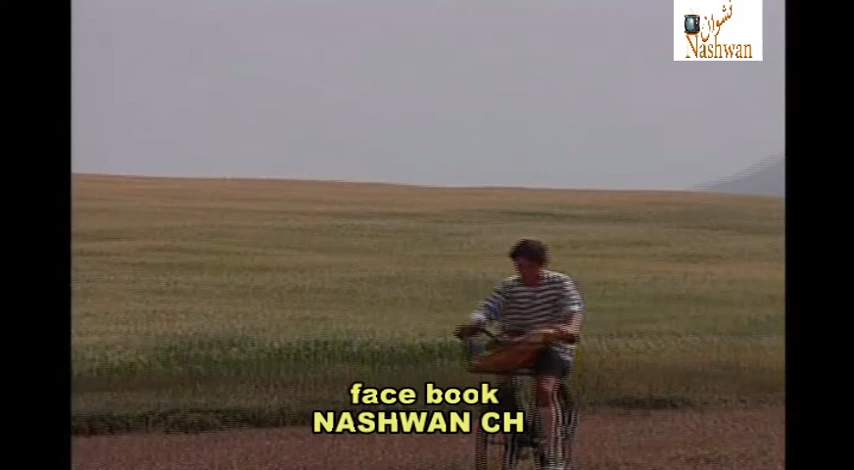 نشوان
Nashwan
face book
NASHWAN CH